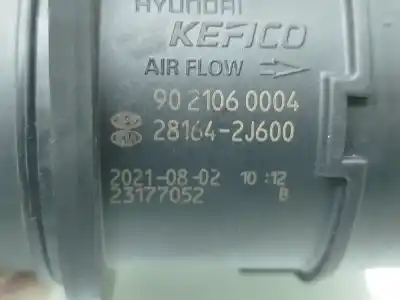 HYUNDAI
KEFICO
AIR FLOW
90 2106 0004
28164-2J600
2021-08-02 10:12
23177052 B